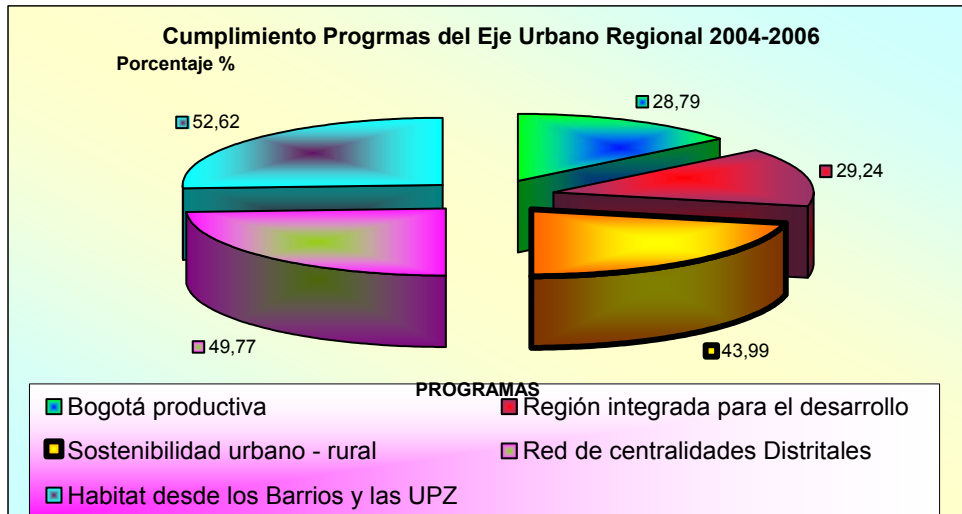 Cumplimiento Progrmas del Eje Urbano Regional 2004-2006
Porcentaje %
28,79
52,62
29,24
49,77
43,99
PROGRAMAS
Bogotá productiva
Región integrada para el desarrollo
Sostenibilidad urbano - rural
Red de centralidades Distritales
Habitat desde los Barrios y las UPZ